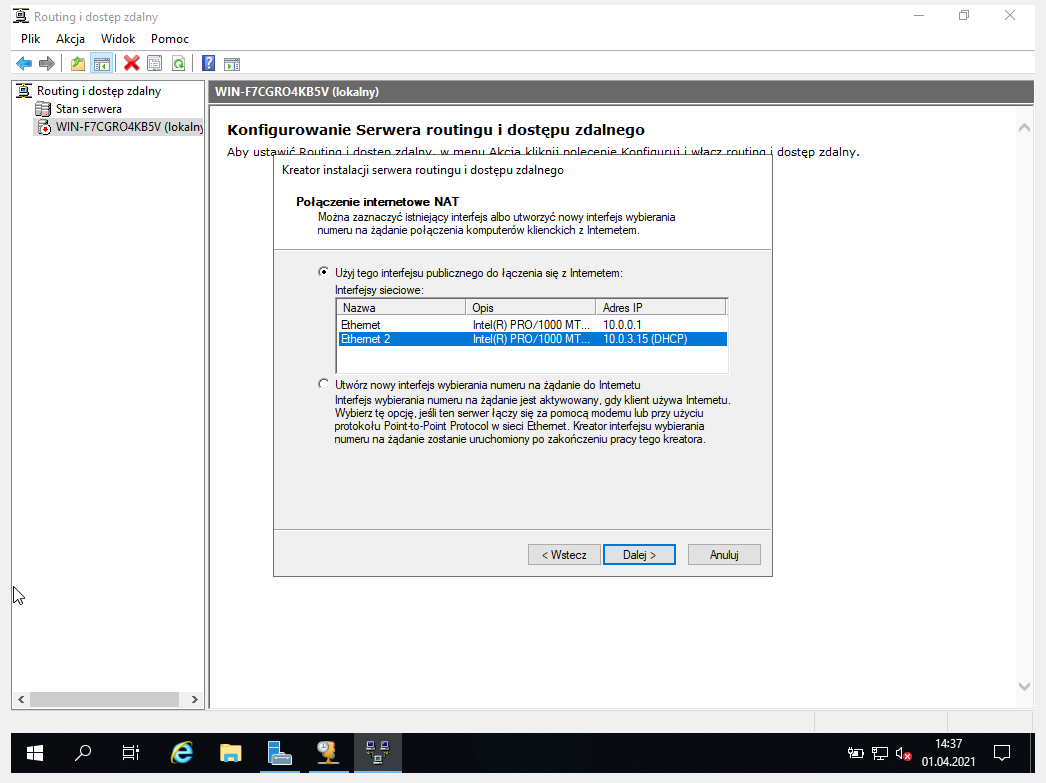 Routing i dostęp zdalny
Plik Akcja Widok Pomoc
Routing i dostęp zdalny
Stan serwera
WIN-F7CGRO4KB5V (lokalny
WIN-F7CGRO4KB5V (lokalny)
Konfigurowanie Serwera routingu i dostępu zdalnego
Aby ustawić Routing i dostęp zdalny, w menu Akcja kliknij polecenie Konfiguruj i włącz routing i dostęp zdalny.
Kreator instalacji serwera routingu i dostępu zdalnego
Połączenie internetowe NAT
Można zaznaczyć istniejący interfejs albo utworzyć nowy interfejs wybierania
numeru na żądanie połączenia komputerów klienckich z Internetem.
Użyj tego interfejsu publicznego do łączenia się z Internetem:
Interfejsy sieciowe:
Nazwa Opis Adres IP
Ethernet Intel(R) PRO/1000 MT... 10.0.0.1
Ethernet 2 Intel(R) PRO/1000 MT... 10.0.3.15 (DHCP)
Utwórz nowy interfejs wybierania numeru na żądanie do Internetu
Interfejs wybierania numeru na żądanie jest aktywowany, gdy klient używa Internetu.
Wybierz tę opcję, jeśli ten serwer łączy się za pomocą modemu lub przy użyciu
protokołu Point-to-Point Protocol w sieci Ethernet. Kreator interfejsu wybierania
numeru na żądanie zostanie uruchomiony po zakończeniu pracy tego kreatora.
< Wstecz Dalej > Anuluj
14:37
01.04.2021